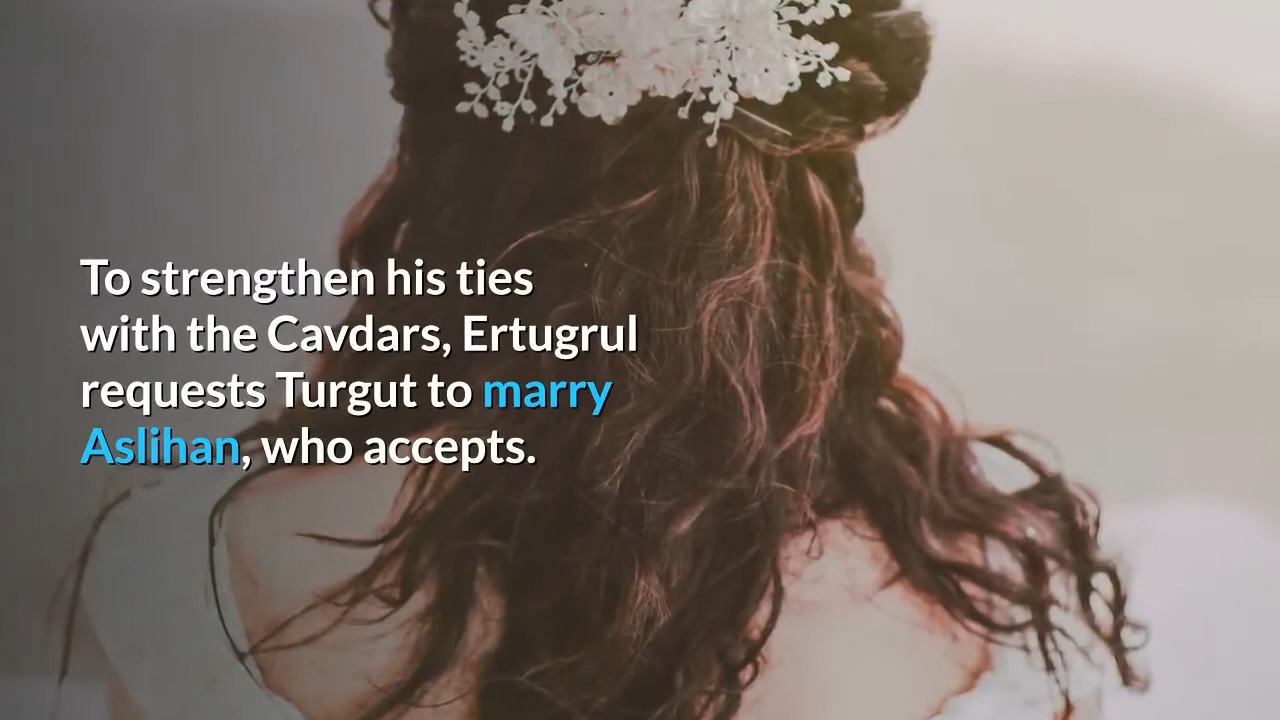 To strengthen his ties
with the Cavdars, Ertugrul
requests Turgut to marry
Aslihan, who accepts.